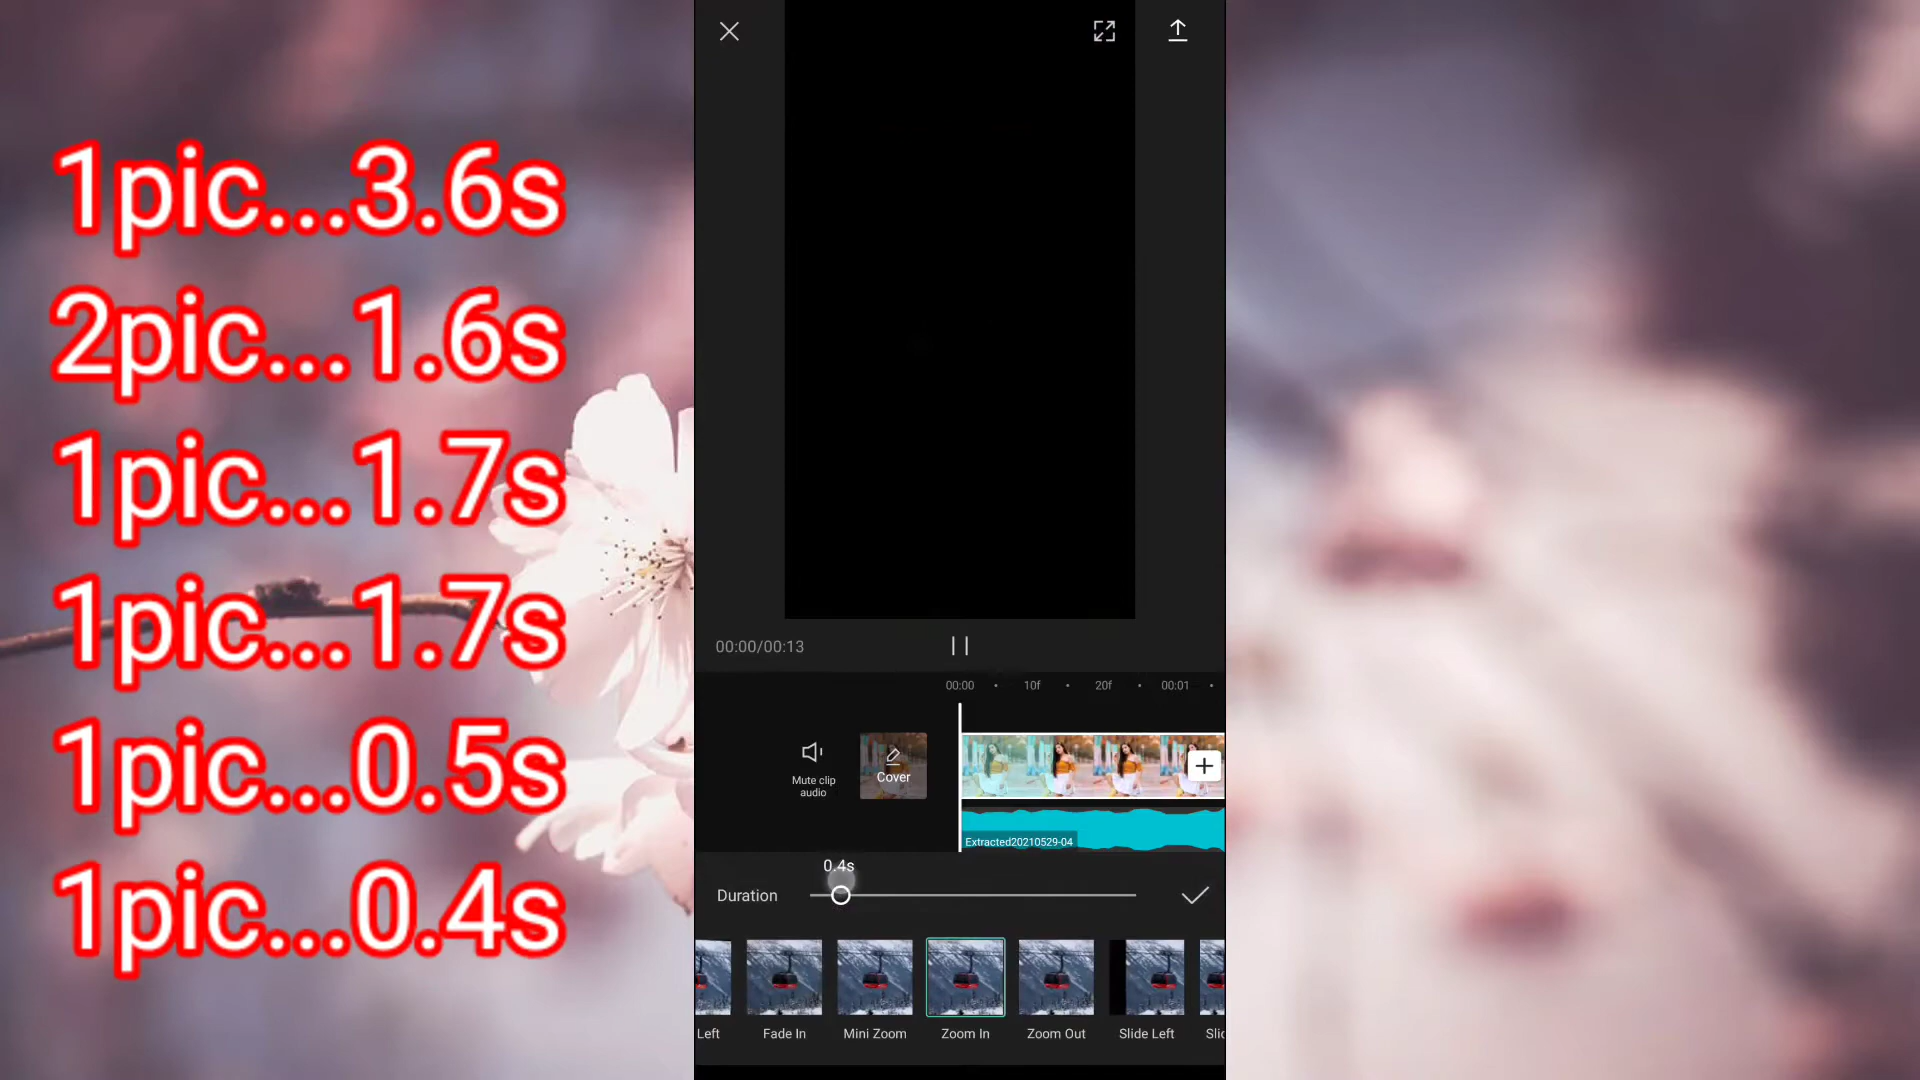 1pic...3.6s
2pic...1.6s
1pic...1.7s
1pic...1.7s
1pic...0.5s
1pic...0.4s
00:00/00:13
00:00 10f 20f 00:01
Mute clip
audio
Cover
Extracted20210529-04
0.4s
Duration
Left Fade In Mini Zoom Zoom In Zoom Out Slide Left